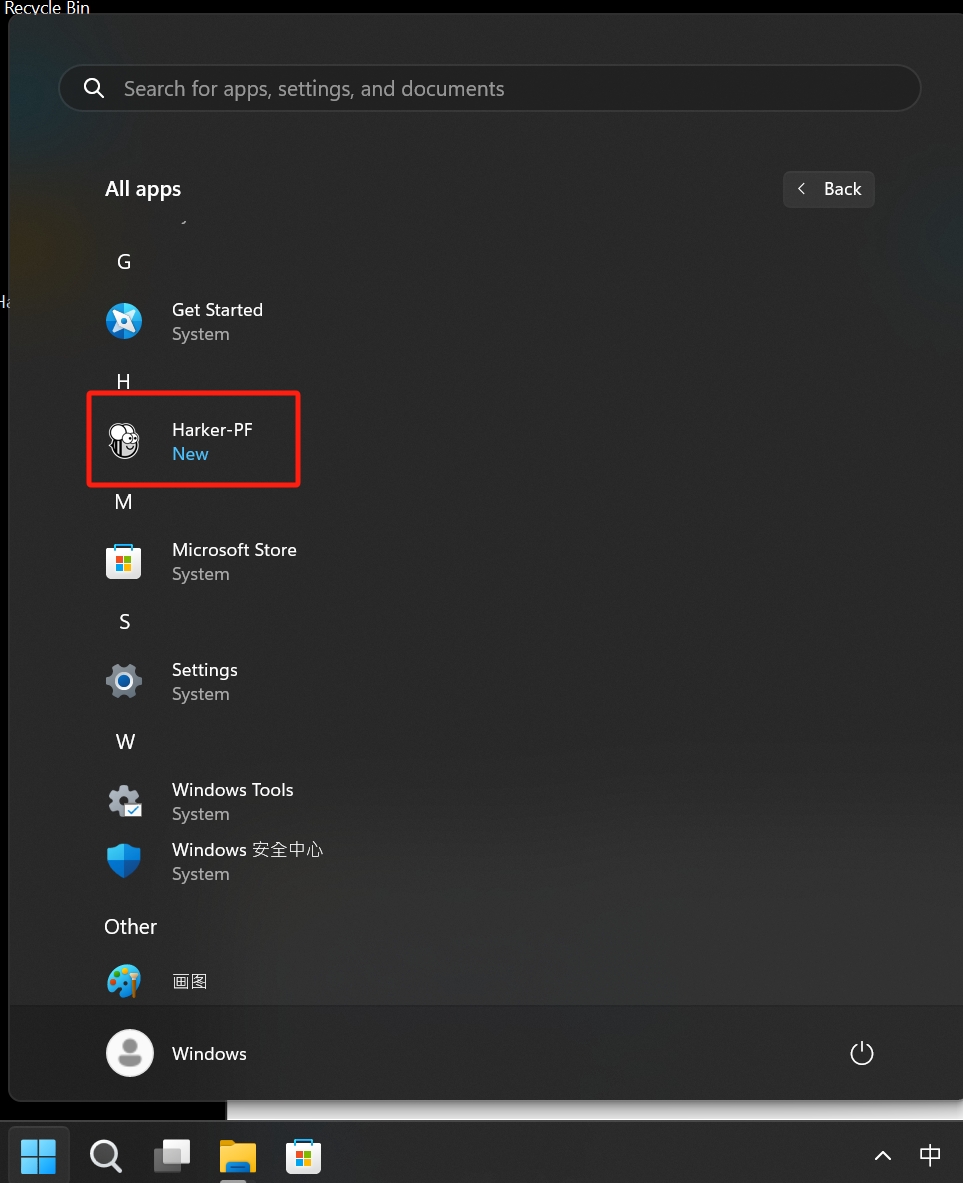 Recycle Bin
Search for apps, settings, and documents
All apps
Back
G
Get Started
System
H
Harker-PF
New
M
Microsoft Store
System
S
Settings
System
W
Windows Tools
System
Windows 安全中心
System
Other
画图
Windows
中